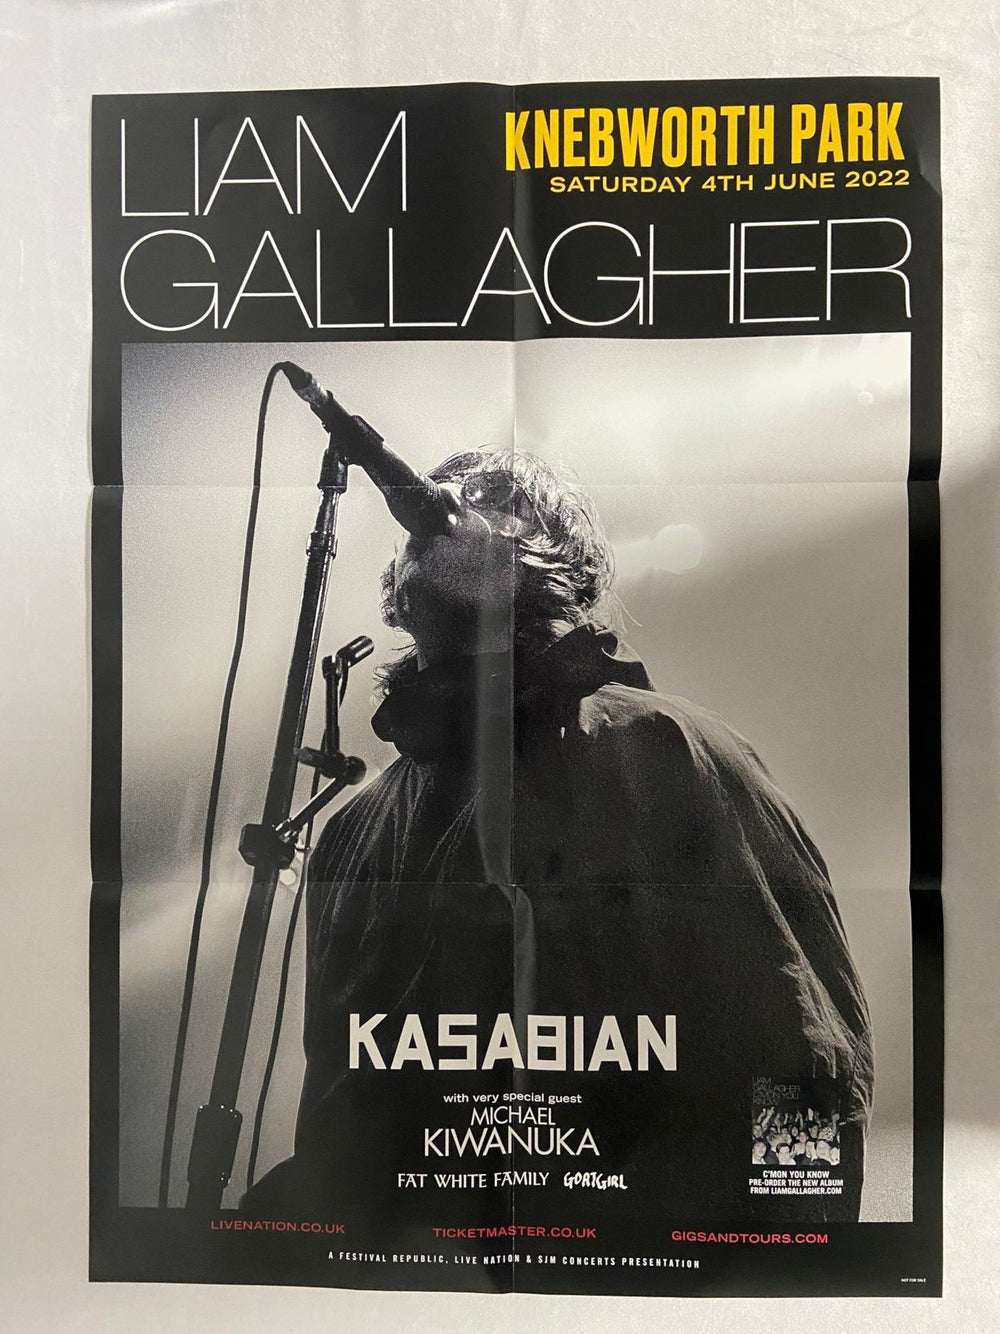 LIAM
GALLAGHER
KNEBWORTH PARK
SATURDAY 4TH JUNE 2022
KASABIAN
with very special guest
MICHAEL
KIWANUKA
FAT WHITE FAMILY GOAT GIRL
LIAM
GALLAGHER
C'MON YOU
KNOW
C'MON YOU KNOW
PRE-ORDER THE NEW ALBUM
FROM LIAMGALLAGHER.COM
LIVENATION.CO.UK TICKETMASTER.CO.UK GIGSANDTOURS.COM
A FESTIVAL REPUBLIC, LIVE NATION & SJM CONCERTS PRESENTATION
NOT FOR SALE